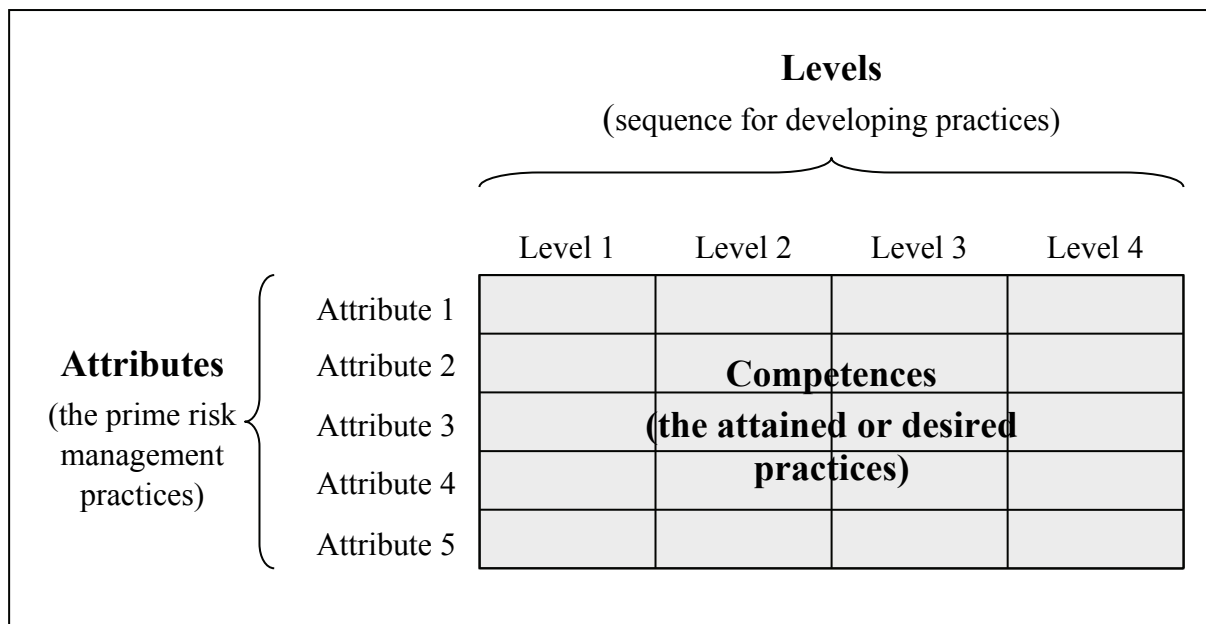 Levels
(sequence for developing practices)
Level 1 Level 2 Level 3 Level 4
Attributes
(the prime risk
management
practices)
Attribute 1
Attribute 2
Attribute 3
Attribute 4
Attribute 5
Competences
(the attained or desired
practices)